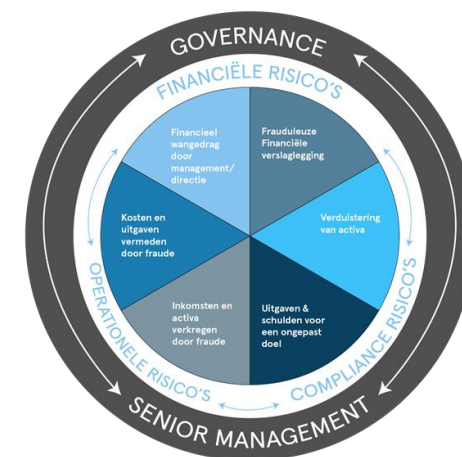 GOVERNANCE
FINANCIËLE RISICO'S
Financieel
wangedrag
door
management/
directie
Frauduleuze
Financiële
verslaglegging
Kosten en
uitgaven
vermeden
door fraude
Verduistering
van activa
Inkomsten en
activa
verkregen
door fraude
Uitgaven &
schulden voor
een ongepast
doel
OPERATIONELE RISICO'S
COMPLIANCE RISICO'S
SENIOR MANAGEMENT